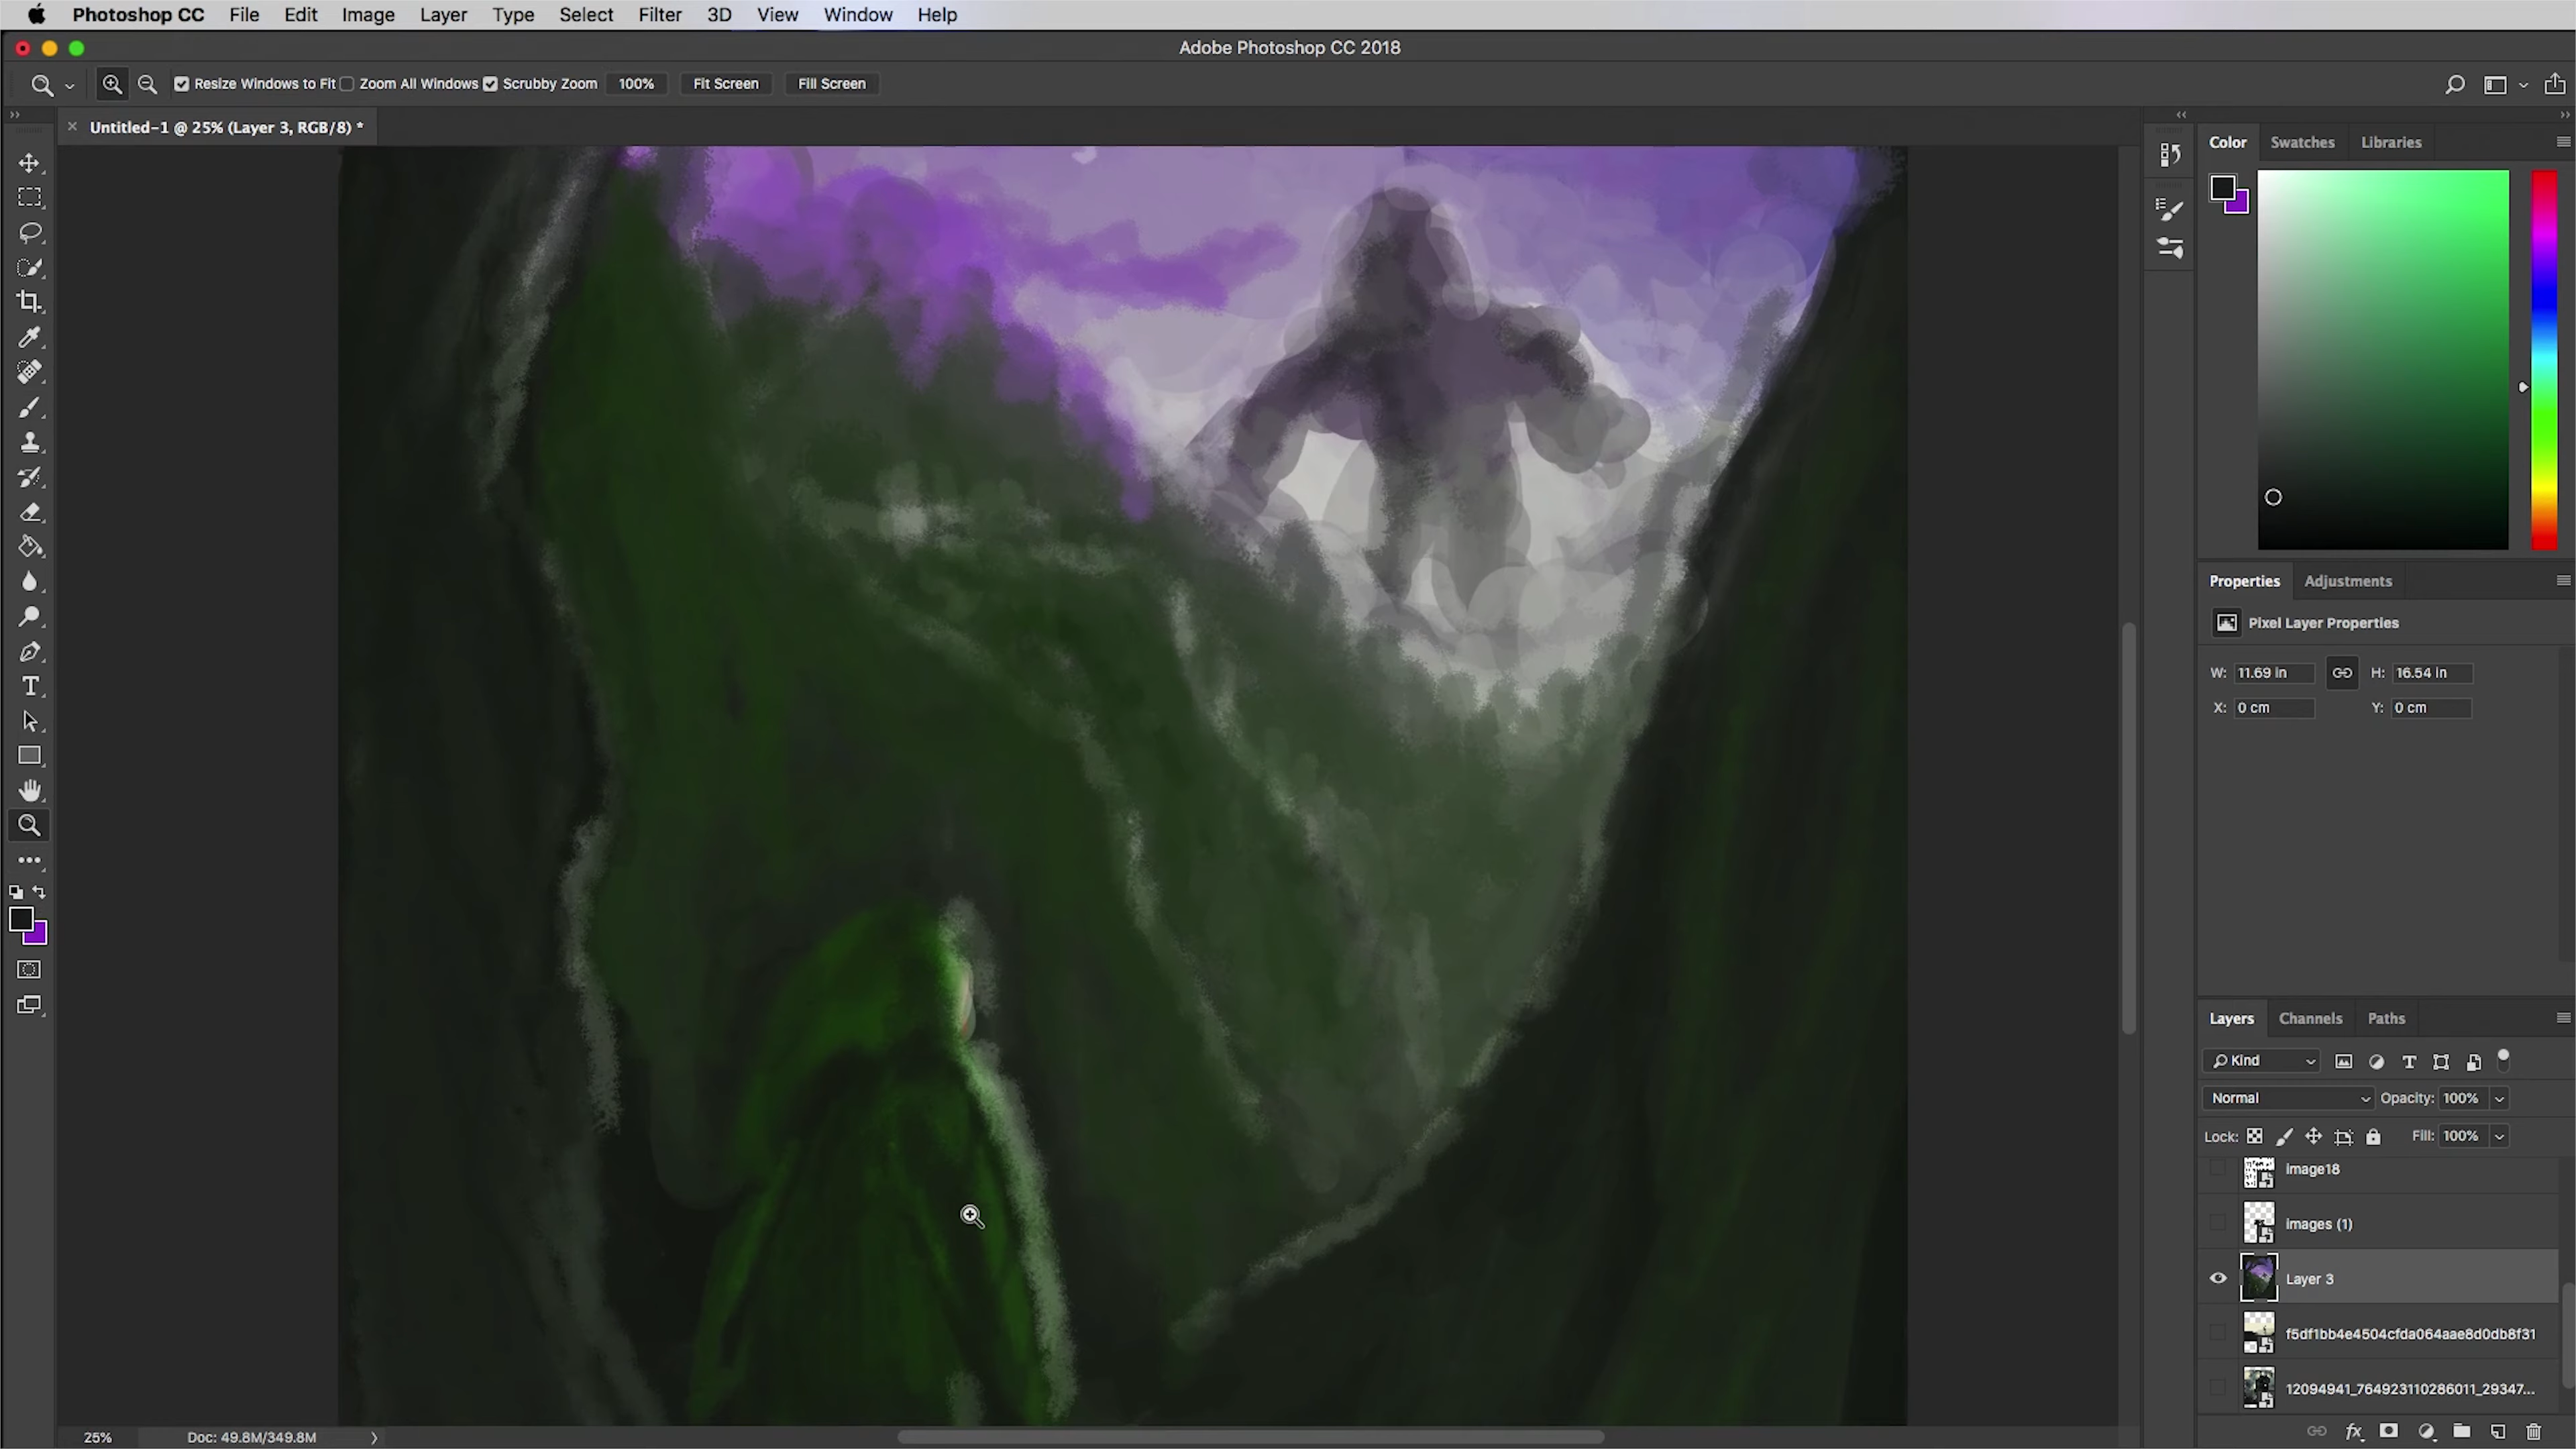 Photoshop CC File Edit Image Layer Type Select Filter 3D View Window Help
Adobe Photoshop CC 2018
Resize Windows to Fit Zoom All Windows Scrubby Zoom 100% Fit Screen Fill Screen
Untitled-1 @ 25% (Layer 3, RGB/8) *
Color Swatches Libraries
Properties Adjustments
Pixel Layer Properties
W: 11.69 in H: 16.54 in
X: 0 cm Y: 0 cm
Layers Channels Paths
Kind
Normal Opacity: 100%
Lock: Fill: 100%
image18
images (1)
Layer 3
f5df1bb4e4504cfda064aae8d0db8f31
12094941_764923110286011_29347...
25% Doc: 49.8M/349.8M